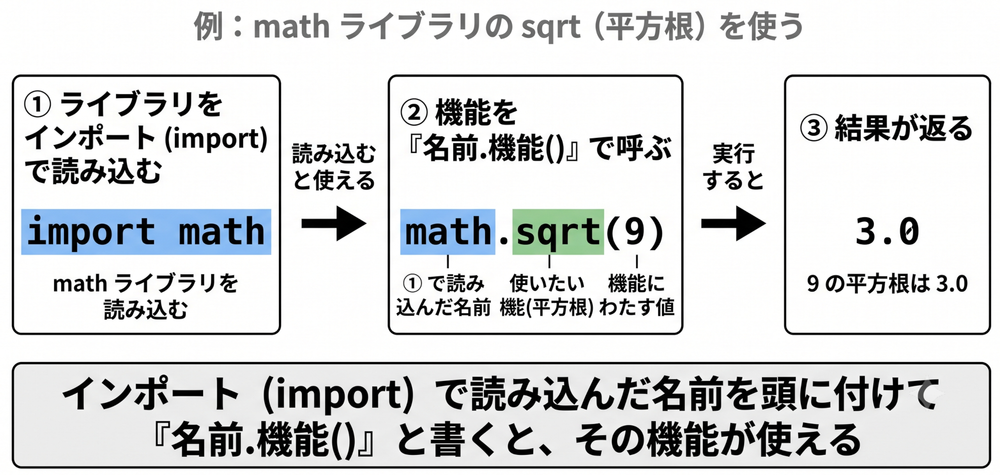 例：math ライブラリの sqrt（平方根）を使う
① ライブラリを
インポート (import)
で読み込む
import math
math ライブラリを
読み込む
読み込む
と使える
② 機能を
『名前.機能()』で呼ぶ
math.sqrt(9)
① で読み
込んだ名前
使いたい
機能(平方根)
機能に
わたす値
実行
すると
③ 結果が返る
3.0
9 の平方根は 3.0
インポート（import）で読み込んだ名前を頭に付けて
『名前.機能()』と書くと、その機能が使える